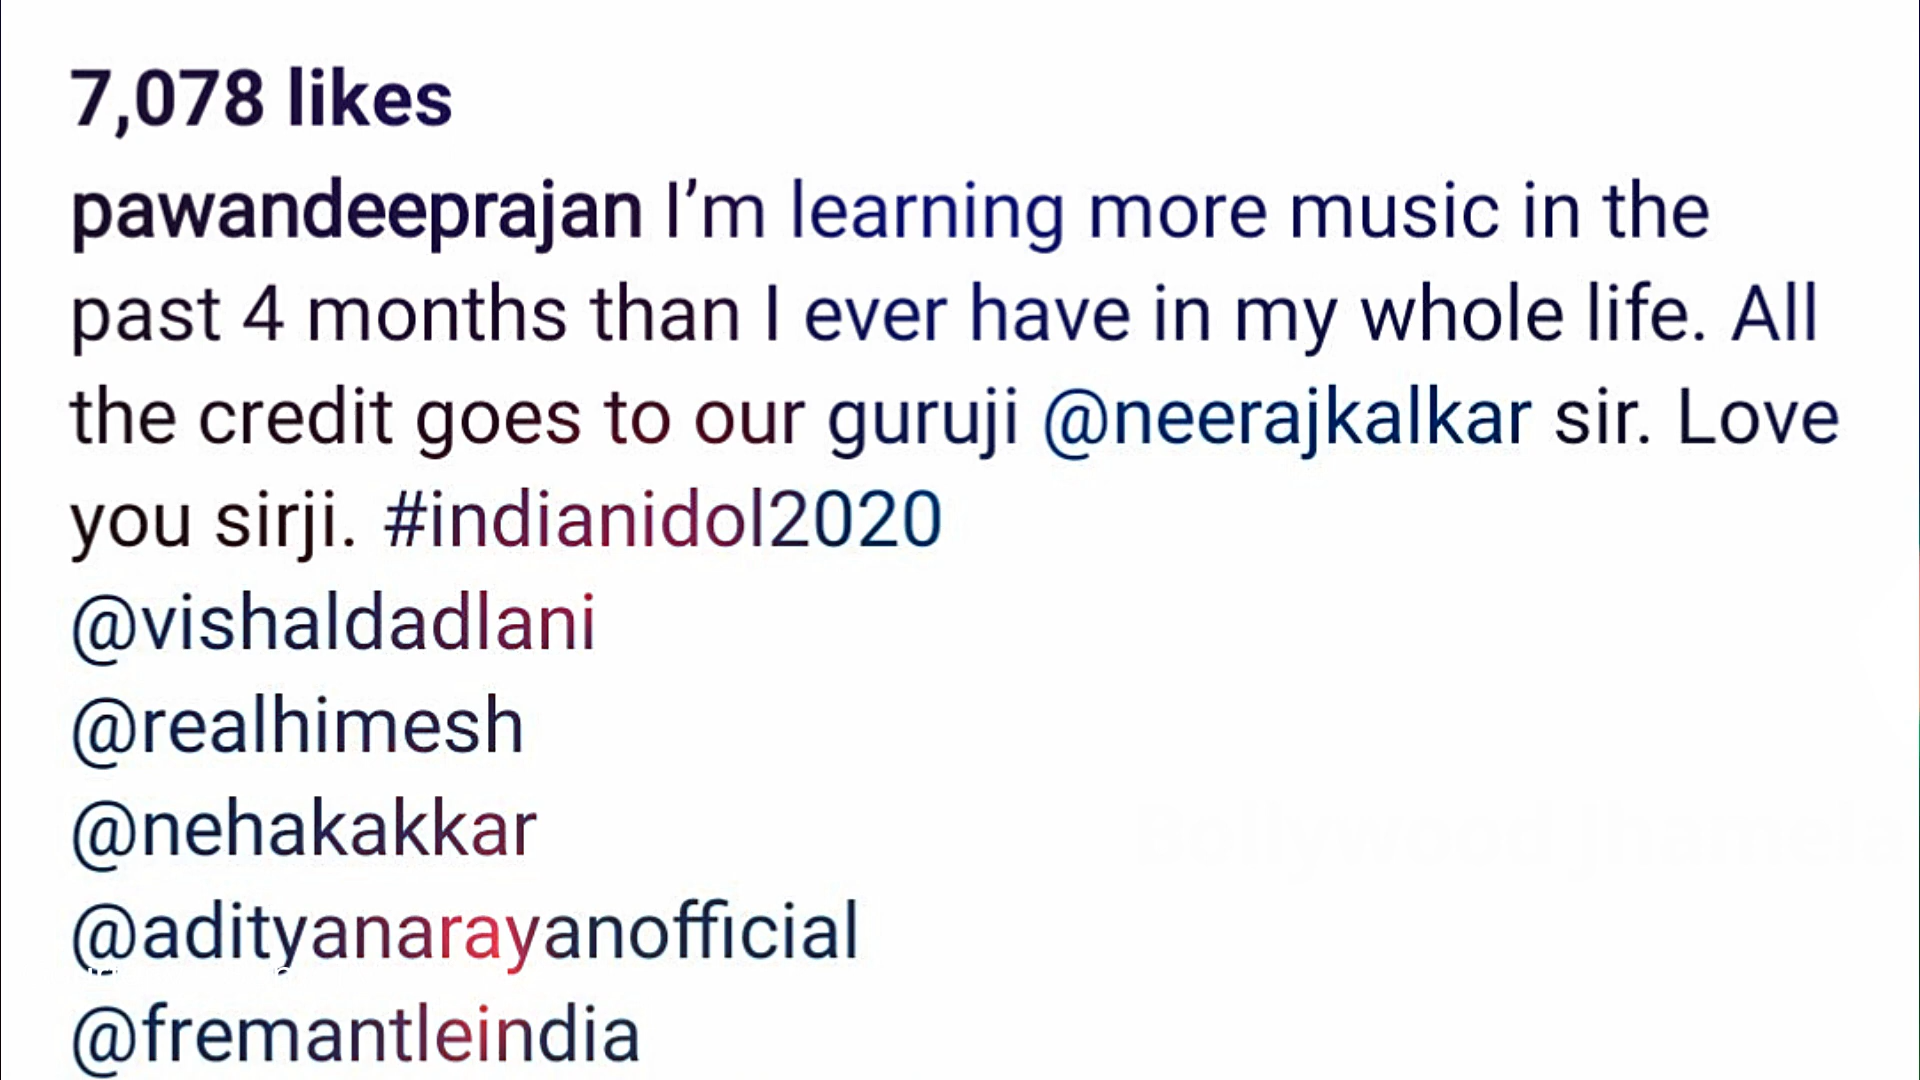 7,078 likes
pawandeeprajan I’m learning more music in the
past 4 months than I ever have in my whole life. All
the credit goes to our guruji @neerajkalkar sir. Love
you sirji. #indianidol2020
@vishaldadlani
@realhimesh
@nehakakkar
@adityanarayanofficial
@fremantleindia